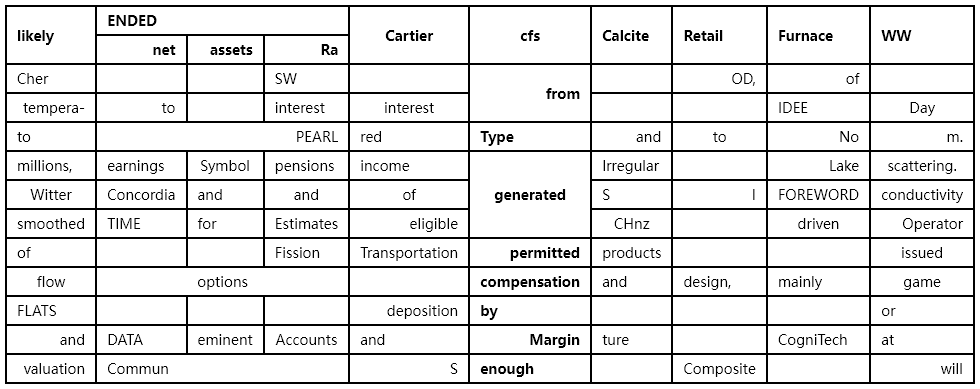 likely ENDED Cartier cfs Calcite Retail Furnace WW
net assets Ra
Cher SW from OD, of
tempera- to interest interest IDEE Day
to PEARL red Type and to No m.
millions, earnings Symbol pensions income generated Irregular Lake scattering.
Witter Concordia and and of S I FOREWORD conductivity
smoothed TIME for Estimates eligible CHnz driven Operator
of Fission Transportation permitted products issued
flow options compensation and design, mainly game
FLATS deposition by or
and DATA eminent Accounts and Margin ture CogniTech at
valuation Commun S enough Composite will